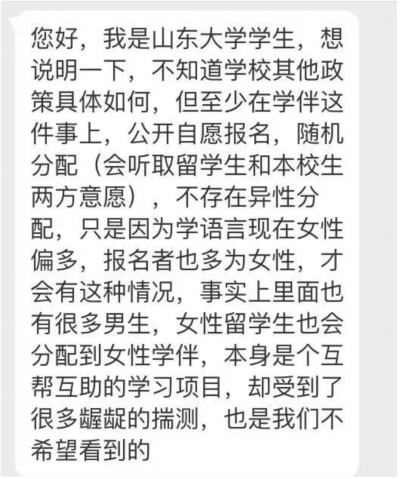 您好，我是山东大学学生，想
说明一下，不知道学校其他政
策具体如何，但至少在学伴这
件事上，公开自愿报名，随机
分配（会听取留学生和本校生
两方意愿），不存在异性分
配，只是因为学语言现在女性
偏多，报名者也多为女性，才
会有这种情况，事实上里面也
有很多男生，女性留学生也会
分配到女性学伴，本身是个互
帮互助的学习项目，却受到了
很多龌龊的揣测，也是我们不
希望看到的